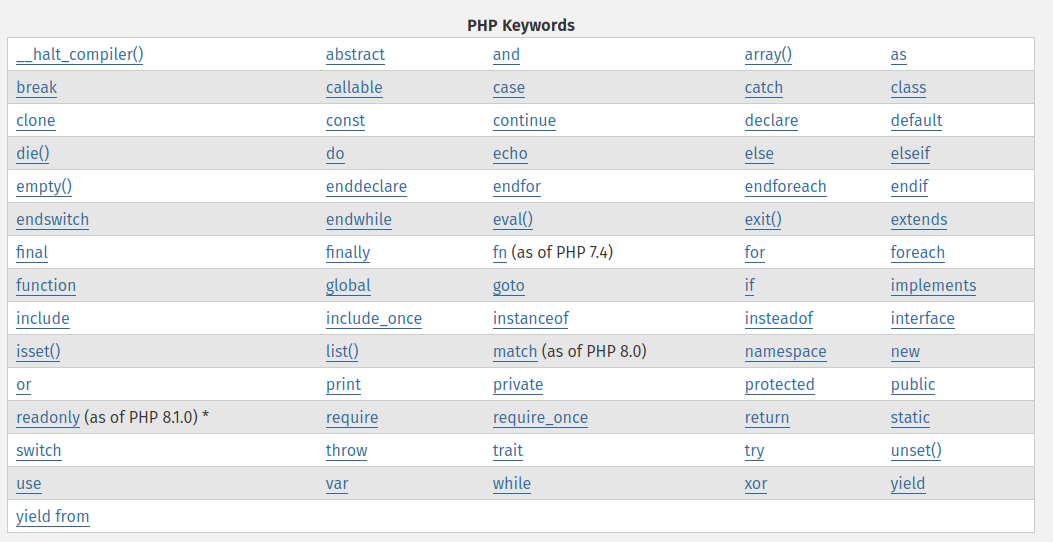 PHP Keywords
__halt_compiler() abstract and array() as
break callable case catch class
clone const continue declare default
die() do echo else elseif
empty() enddeclare endfor endforeach endif
endswitch endwhile eval() exit() extends
final finally fn (as of PHP 7.4) for foreach
function global goto if implements
include include_once instanceof insteadof interface
isset() list() match (as of PHP 8.0) namespace new
or print private protected public
readonly (as of PHP 8.1.0) * require require_once return static
switch throw trait try unset()
use var while xor yield
yield from